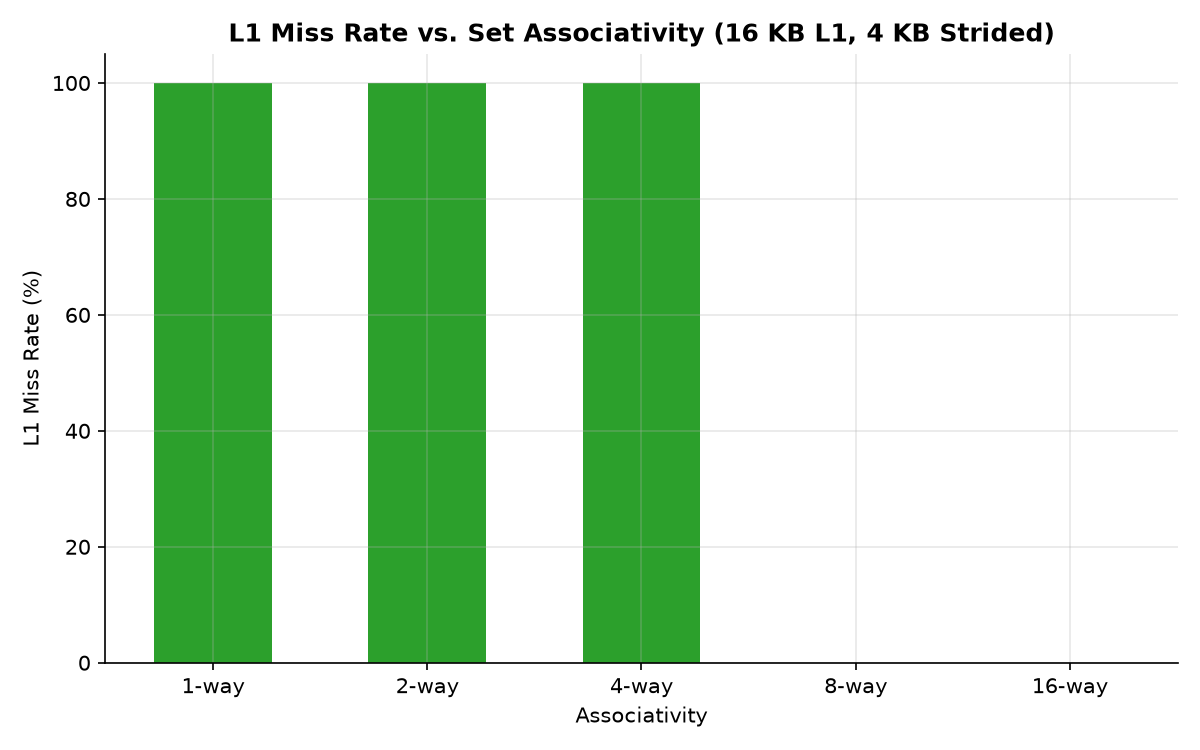 L1 Miss Rate vs. Set Associativity (16 KB L1, 4 KB Strided)
L1 Miss Rate (%)
100
80
60
40
20
0
1-way 2-way 4-way 8-way 16-way
Associativity